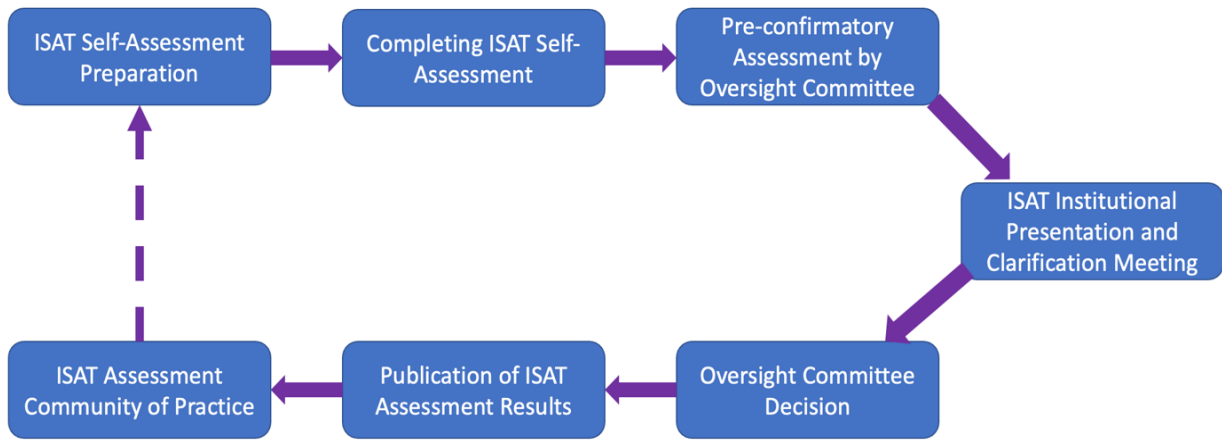 ISAT Self-Assessment
Preparation
Completing ISAT Self-
Assessment
Pre-confirmatory
Assessment by
Oversight Committee
ISAT Institutional
Presentation and
Clarification Meeting
Oversight Committee
Decision
Publication of ISAT
Assessment Results
ISAT Assessment
Community of Practice